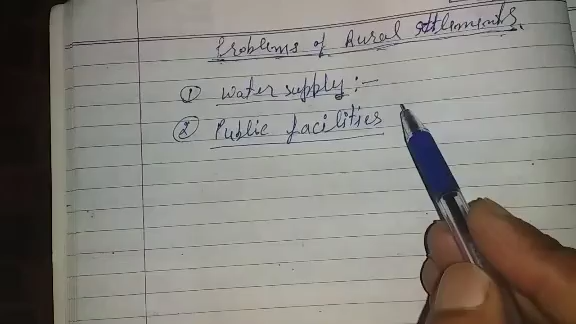 Problems of Rural Settlements
① Water supply:-
② Public facilities